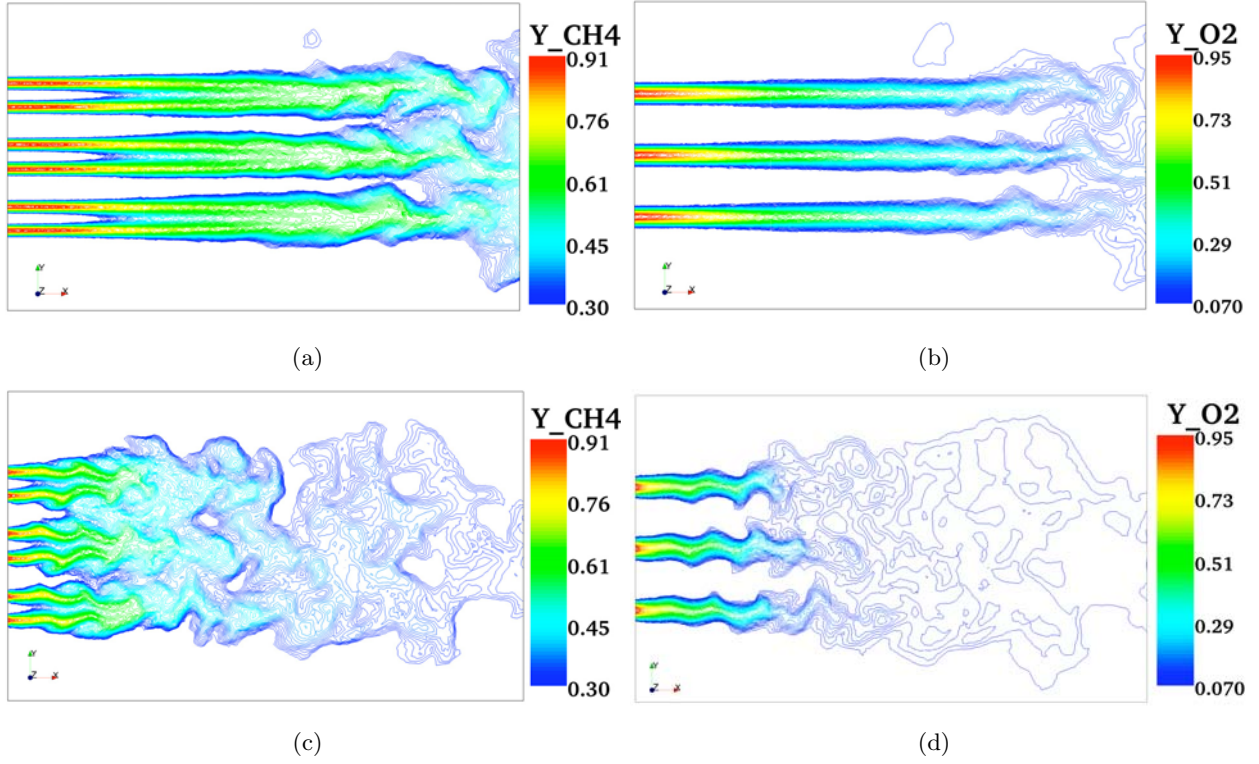 Y_CH4
0.91
0.76
0.61
0.45
0.30
Y
Z
X
(a)
Y_O2
0.95
0.73
0.51
0.29
0.070
Y
Z
X
(b)
Y_CH4
0.91
0.76
0.61
0.45
0.30
Y
Z
X
(c)
Y_O2
0.95
0.73
0.51
0.29
0.070
Y
Z
X
(d)